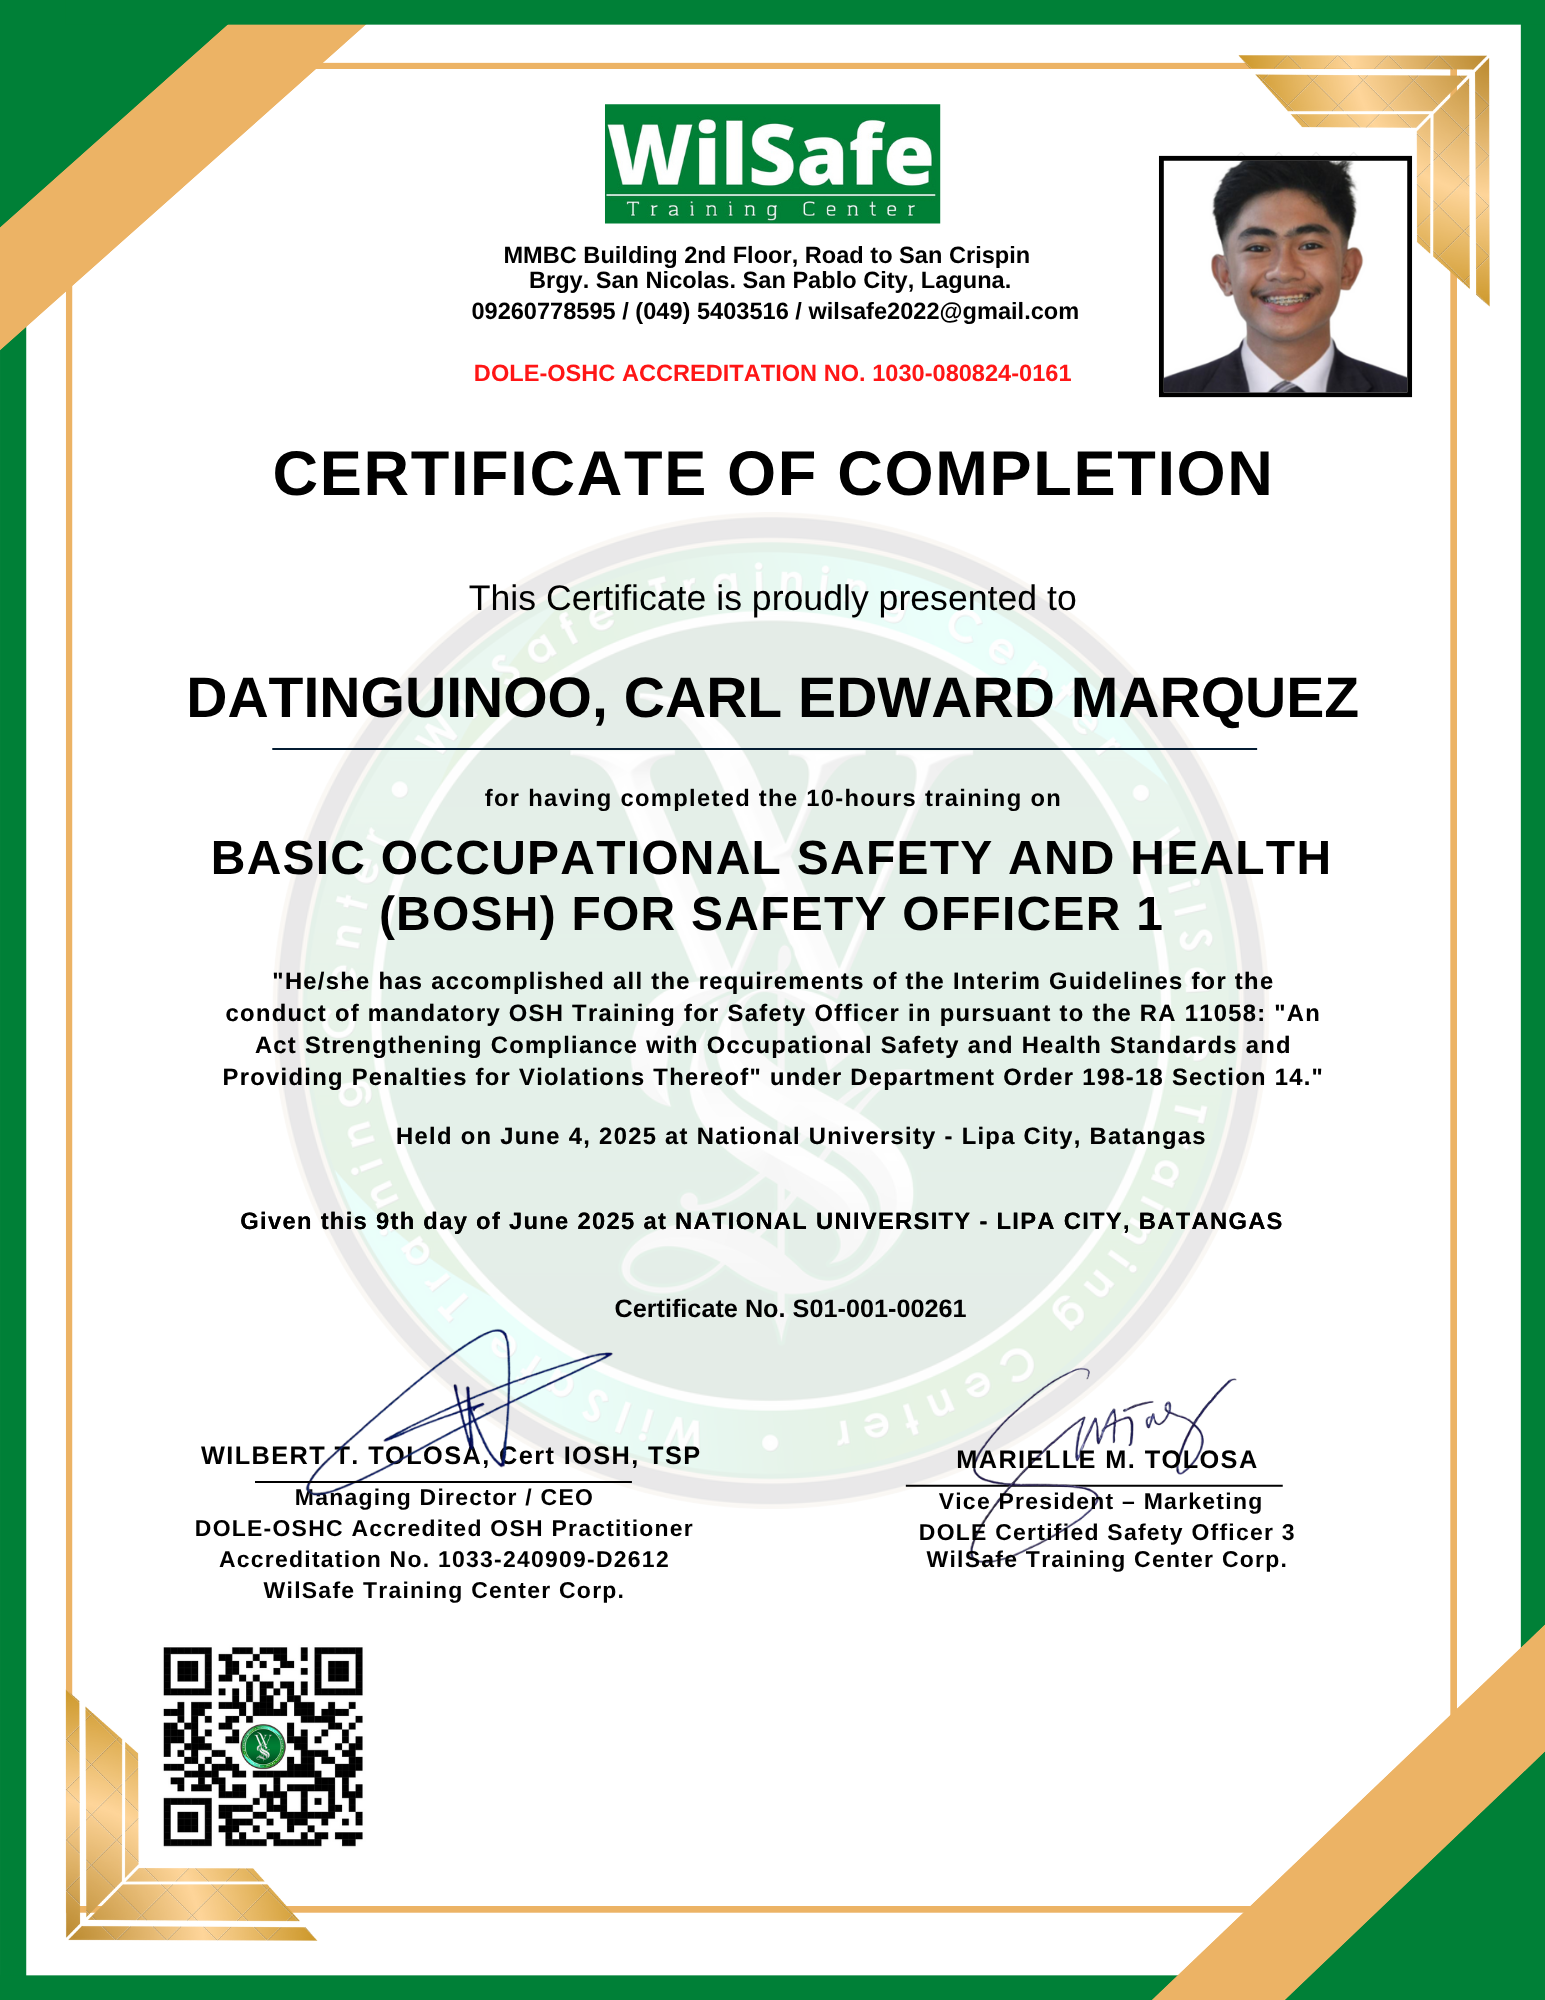 WilSafe
Training Center
MMBC Building 2nd Floor, Road to San Crispin
Brgy. San Nicolas. San Pablo City, Laguna.
09260778595 / (049) 5403516 / wilsafe2022@gmail.com
DOLE-OSHC ACCREDITATION NO. 1030-080824-0161
CERTIFICATE OF COMPLETION
This Certificate is proudly presented to
DATINGUINOO, CARL EDWARD MARQUEZ
for having completed the 10-hours training on
BASIC OCCUPATIONAL SAFETY AND HEALTH
(BOSH) FOR SAFETY OFFICER 1
"He/she has accomplished all the requirements of the Interim Guidelines for the
conduct of mandatory OSH Training for Safety Officer in pursuant to the RA 11058: "An
Act Strengthening Compliance with Occupational Safety and Health Standards and
Providing Penalties for Violations Thereof" under Department Order 198-18 Section 14."
Held on June 4, 2025 at National University - Lipa City, Batangas
Given this 9th day of June 2025 at NATIONAL UNIVERSITY - LIPA CITY, BATANGAS
Certificate No. S01-001-00261
WILBERT T. TOLOSA, Cert IOSH, TSP
Managing Director / CEO
DOLE-OSHC Accredited OSH Practitioner
Accreditation No. 1033-240909-D2612
WilSafe Training Center Corp.
MARIELLE M. TOLOSA
Vice President – Marketing
DOLE Certified Safety Officer 3
WilSafe Training Center Corp.
WilSafe Training Center • WilSafe Training Center • WilSafe Training Center •